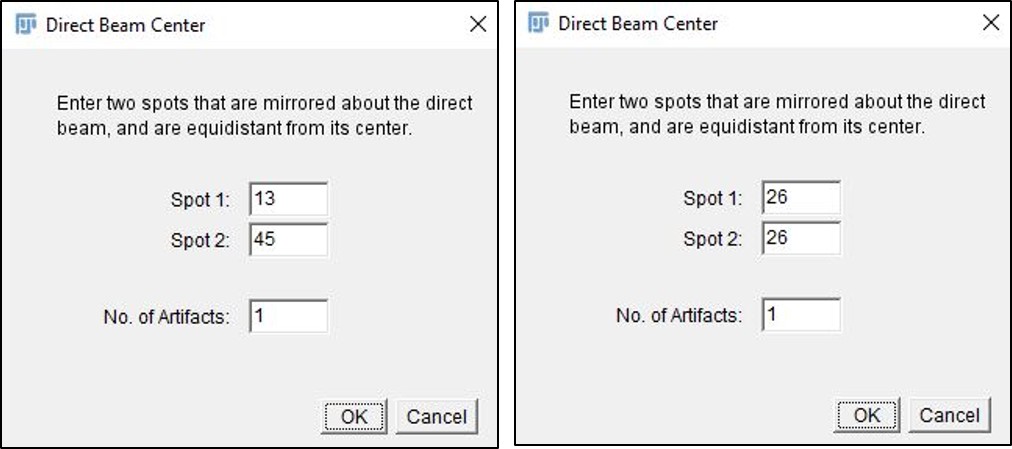 Direct Beam Center
Enter two spots that are mirrored about the direct
beam, and are equidistant from its center.
Spot 1: 13
Spot 2: 45
No. of Artifacts: 1
OK Cancel
Direct Beam Center
Enter two spots that are mirrored about the direct
beam, and are equidistant from its center.
Spot 1: 26
Spot 2: 26
No. of Artifacts: 1
OK Cancel